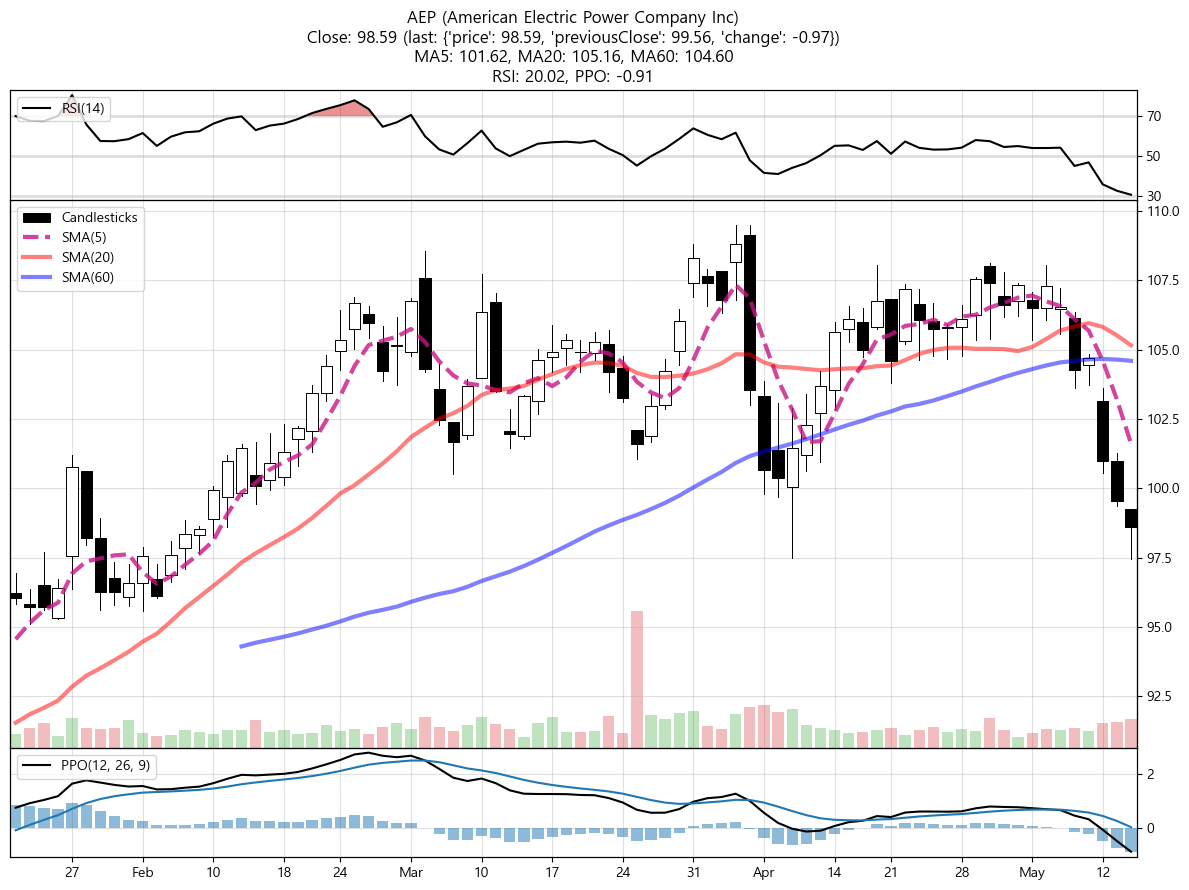 AEP (American Electric Power Company Inc)
Close: 98.59 (last: {'price': 98.59, 'previousClose': 99.56, 'change': -0.97})
MA5: 101.62, MA20: 105.16, MA60: 104.60
RSI: 20.02, PPO: -0.91
RSI(14)
70
50
30
Candlesticks
SMA(5)
SMA(20)
SMA(60)
110.0
107.5
105.0
102.5
100.0
97.5
95.0
92.5
PPO(12, 26, 9)
2
0
27 Feb 10 18 24 Mar 10 17 24 31 Apr 14 21 28 May 12